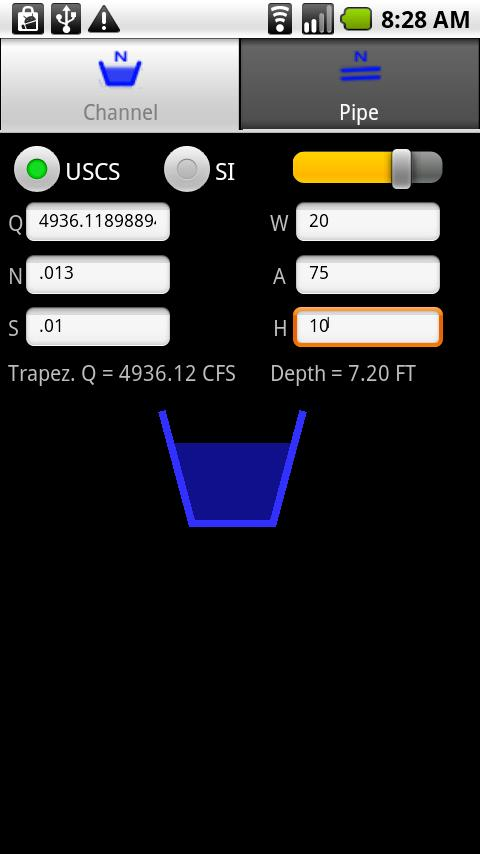 8:28 AM
N
Channel
N
Pipe
USCS
SI
Q 4936.1189889
W 20
N .013
A 75
S .01
H 10
Trapez. Q = 4936.12 CFS
Depth = 7.20 FT